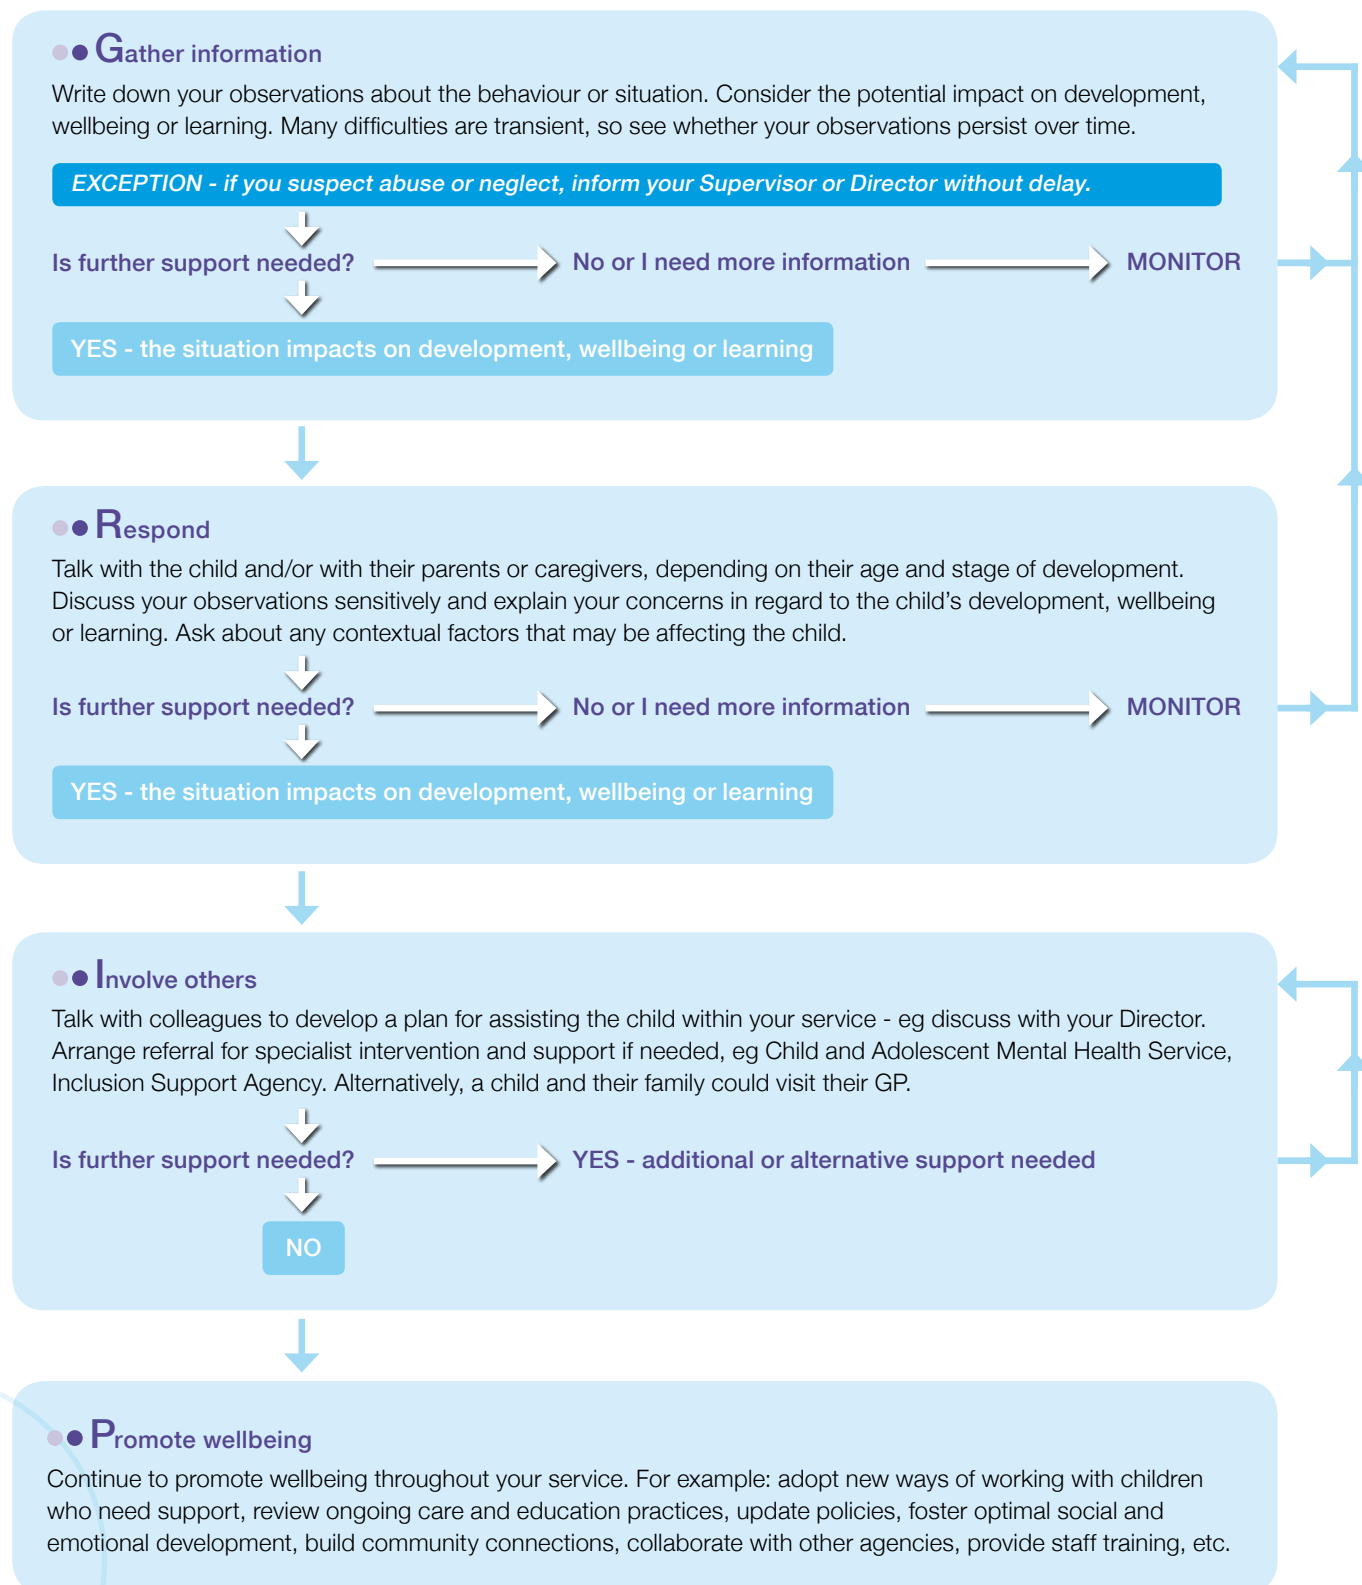 Gather information
Write down your observations about the behaviour or situation. Consider the potential impact on development,
wellbeing or learning. Many difficulties are transient, so see whether your observations persist over time.
EXCEPTION - if you suspect abuse or neglect, inform your Supervisor or Director without delay.
Is further support needed? No or I need more information MONITOR
YES - the situation impacts on development, wellbeing or learning
Respond
Talk with the child and/or with their parents or caregivers, depending on their age and stage of development.
Discuss your observations sensitively and explain your concerns in regard to the child’s development, wellbeing
or learning. Ask about any contextual factors that may be affecting the child.
Is further support needed? No or I need more information MONITOR
YES - the situation impacts on development, wellbeing or learning
Involve others
Talk with colleagues to develop a plan for assisting the child within your service - eg discuss with your Director.
Arrange referral for specialist intervention and support if needed, eg Child and Adolescent Mental Health Service,
Inclusion Support Agency. Alternatively, a child and their family could visit their GP.
Is further support needed? YES - additional or alternative support needed
NO
Promote wellbeing
Continue to promote wellbeing throughout your service. For example: adopt new ways of working with children
who need support, review ongoing care and education practices, update policies, foster optimal social and
emotional development, build community connections, collaborate with other agencies, provide staff training, etc.